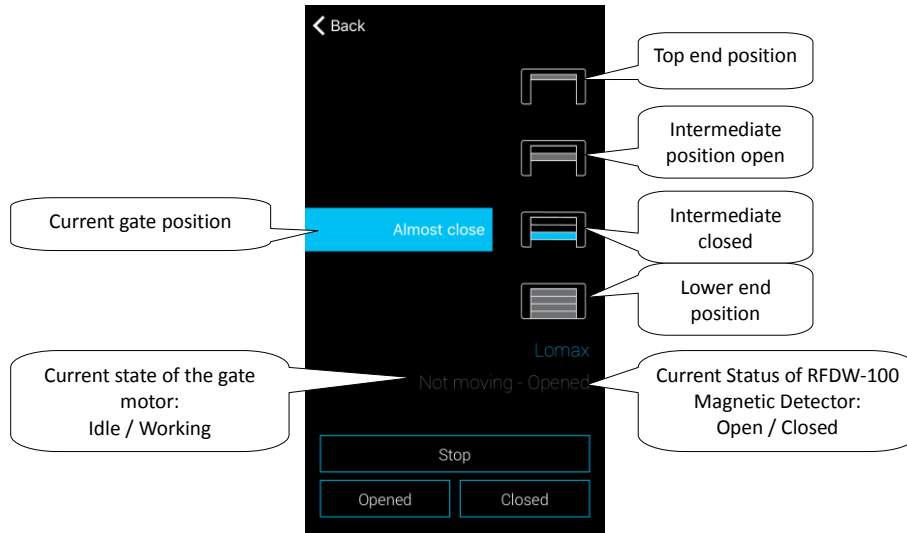 Back
Top end position
Intermediate
position open
Current gate position
Almost close
Intermediate
closed
Lower end
position
Lomax
Current state of the gate
motor:
Idle / Working
Not moving - Opened
Current Status of RFDW-100
Magnetic Detector:
Open / Closed
Stop
Opened
Closed